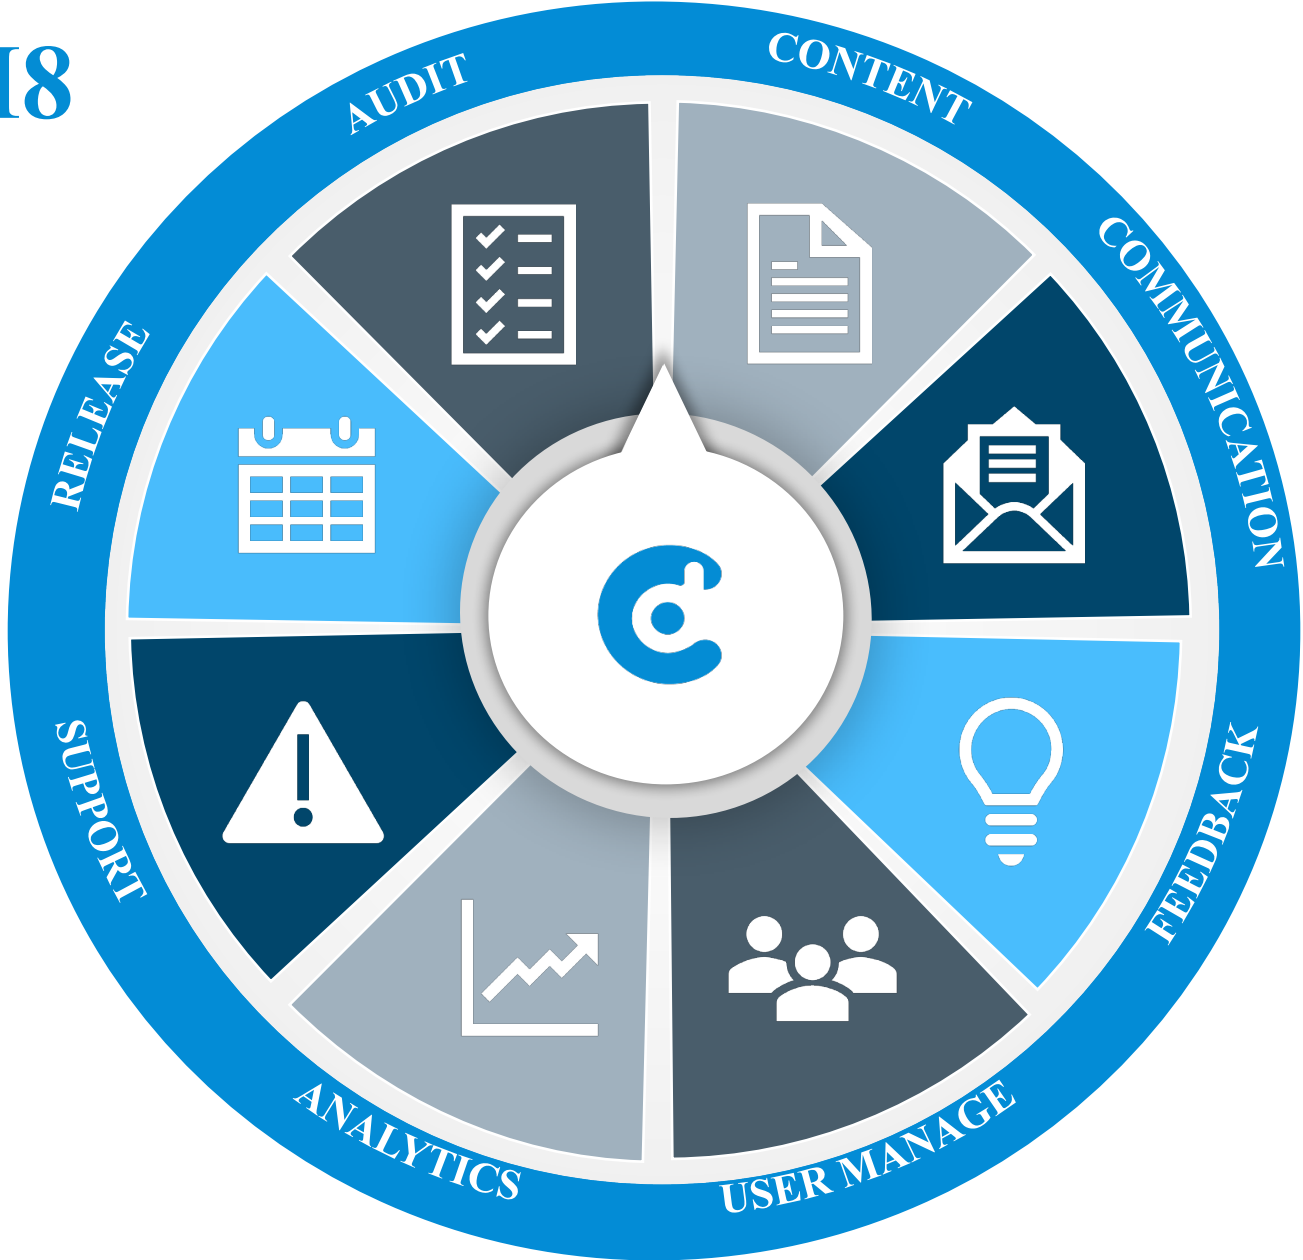 I8
AUDIT
CONTENT
COMMUNICATION
FEEDBACK
USER MANAGE
ANALYTICS
SUPPORT
RELEASE